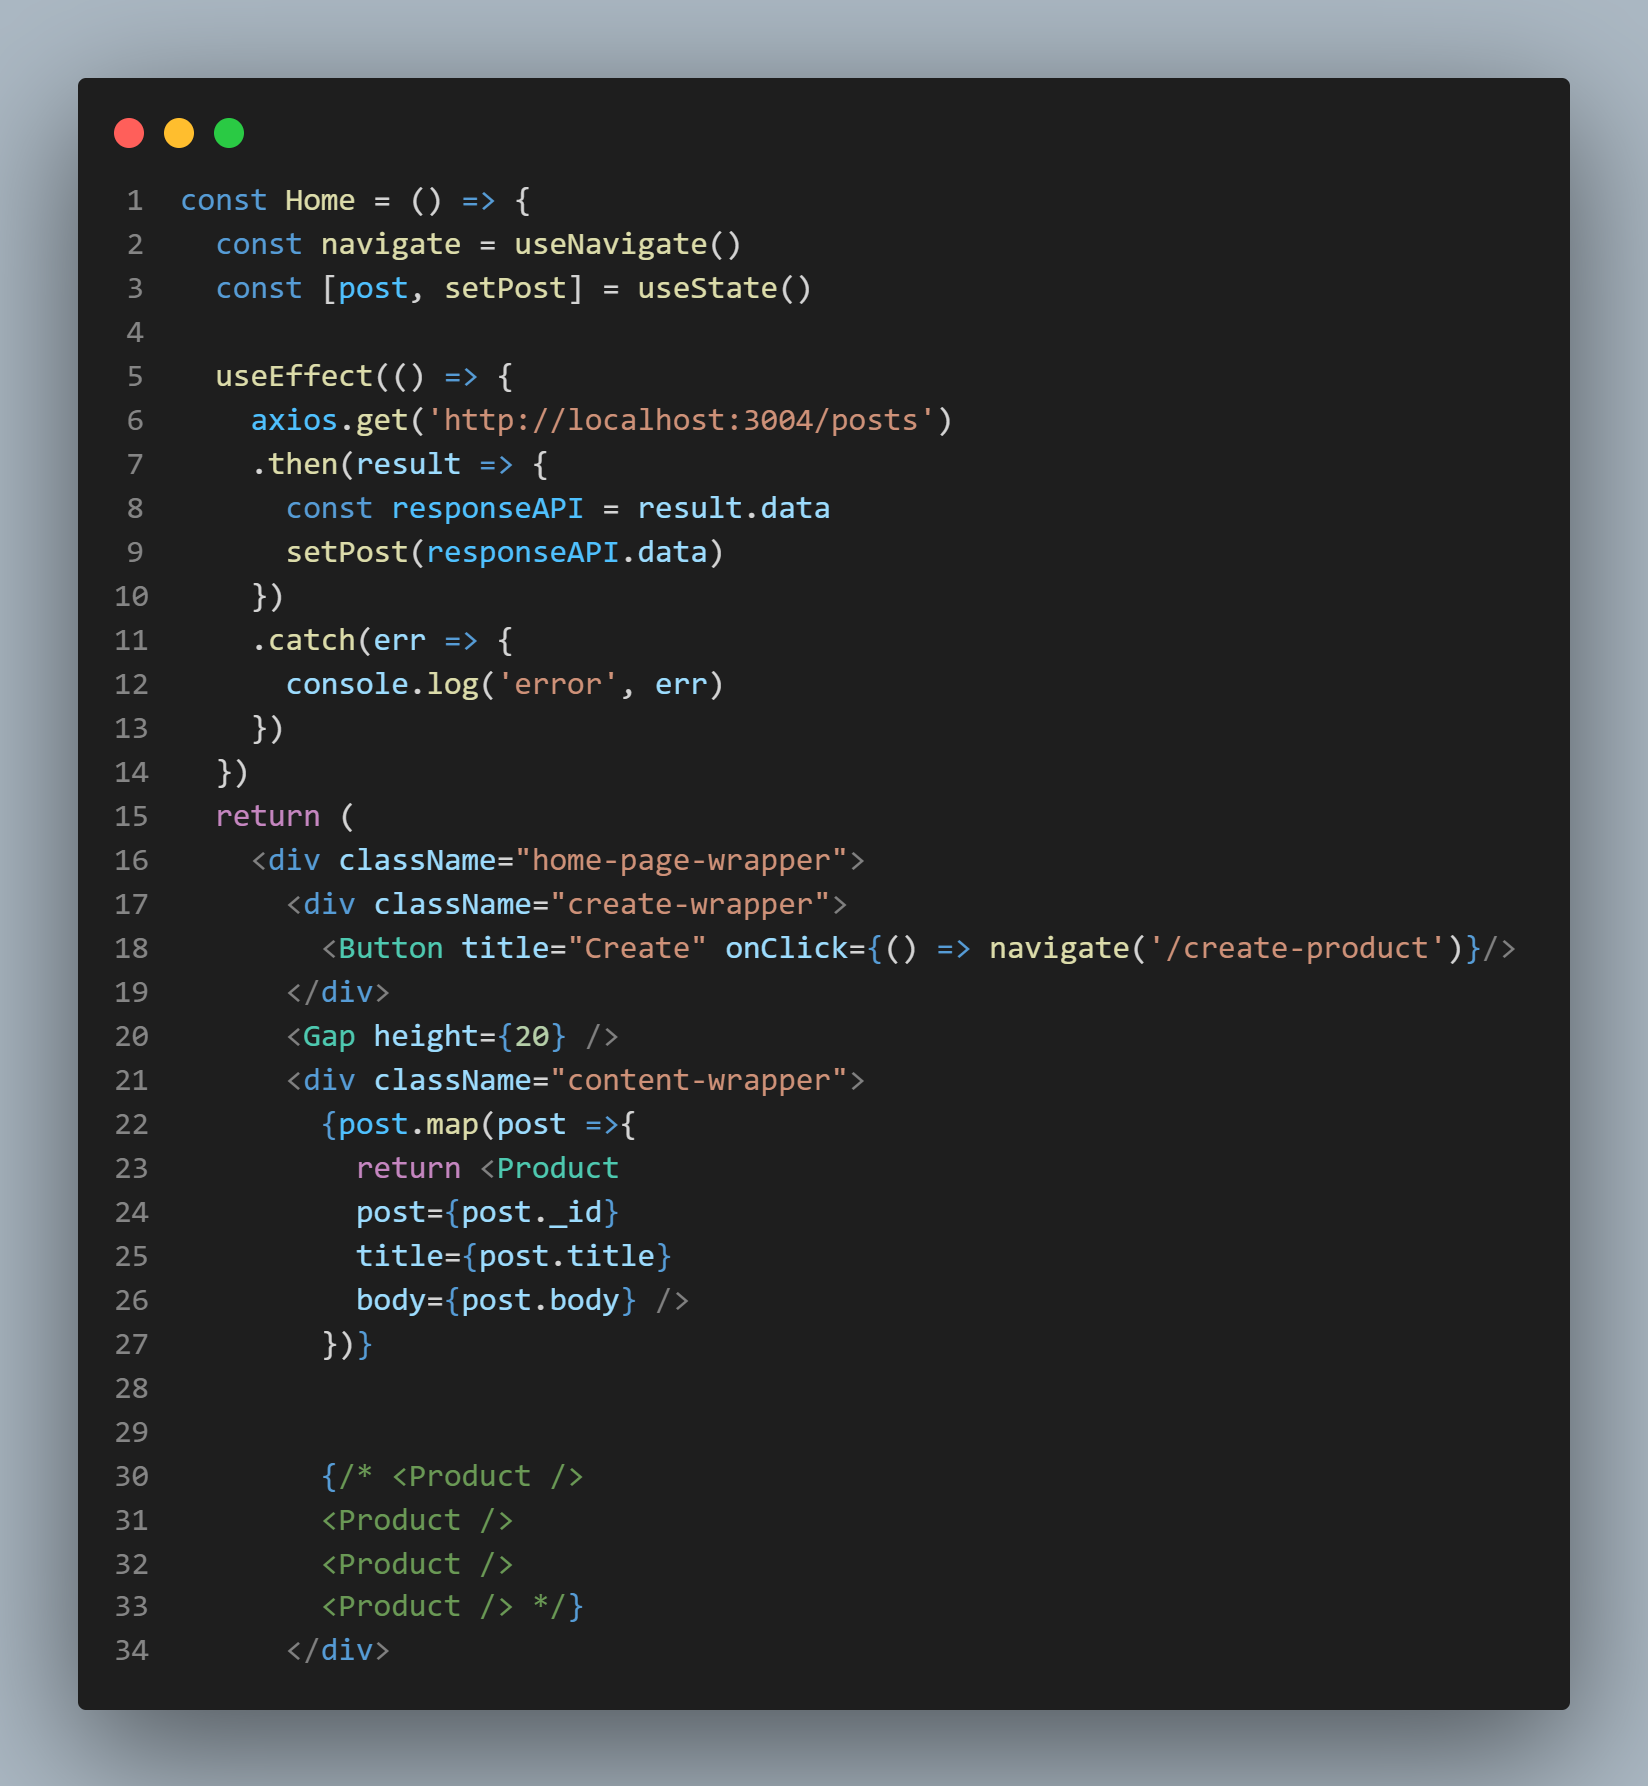 1 const Home = () => {
2   const navigate = useNavigate()
3   const [post, setPost] = useState()
4
5   useEffect(() => {
6     axios.get('http://localhost:3004/posts')
7     .then(result => {
8       const responseAPI = result.data
9       setPost(responseAPI.data)
10     })
11     .catch(err => {
12       console.log('error', err)
13     })
14   })
15   return (
16     <div className="home-page-wrapper">
17       <div className="create-wrapper">
18         <Button title="Create" onClick={() => navigate('/create-product')}/>
19       </div>
20       <Gap height={20} />
21       <div className="content-wrapper">
22         {post.map(post =>{
23           return <Product
24           post={post._id}
25           title={post.title}
26           body={post.body} />
27         })}
28
29
30         {/* <Product />
31         <Product />
32         <Product />
33         <Product /> */}
34       </div>